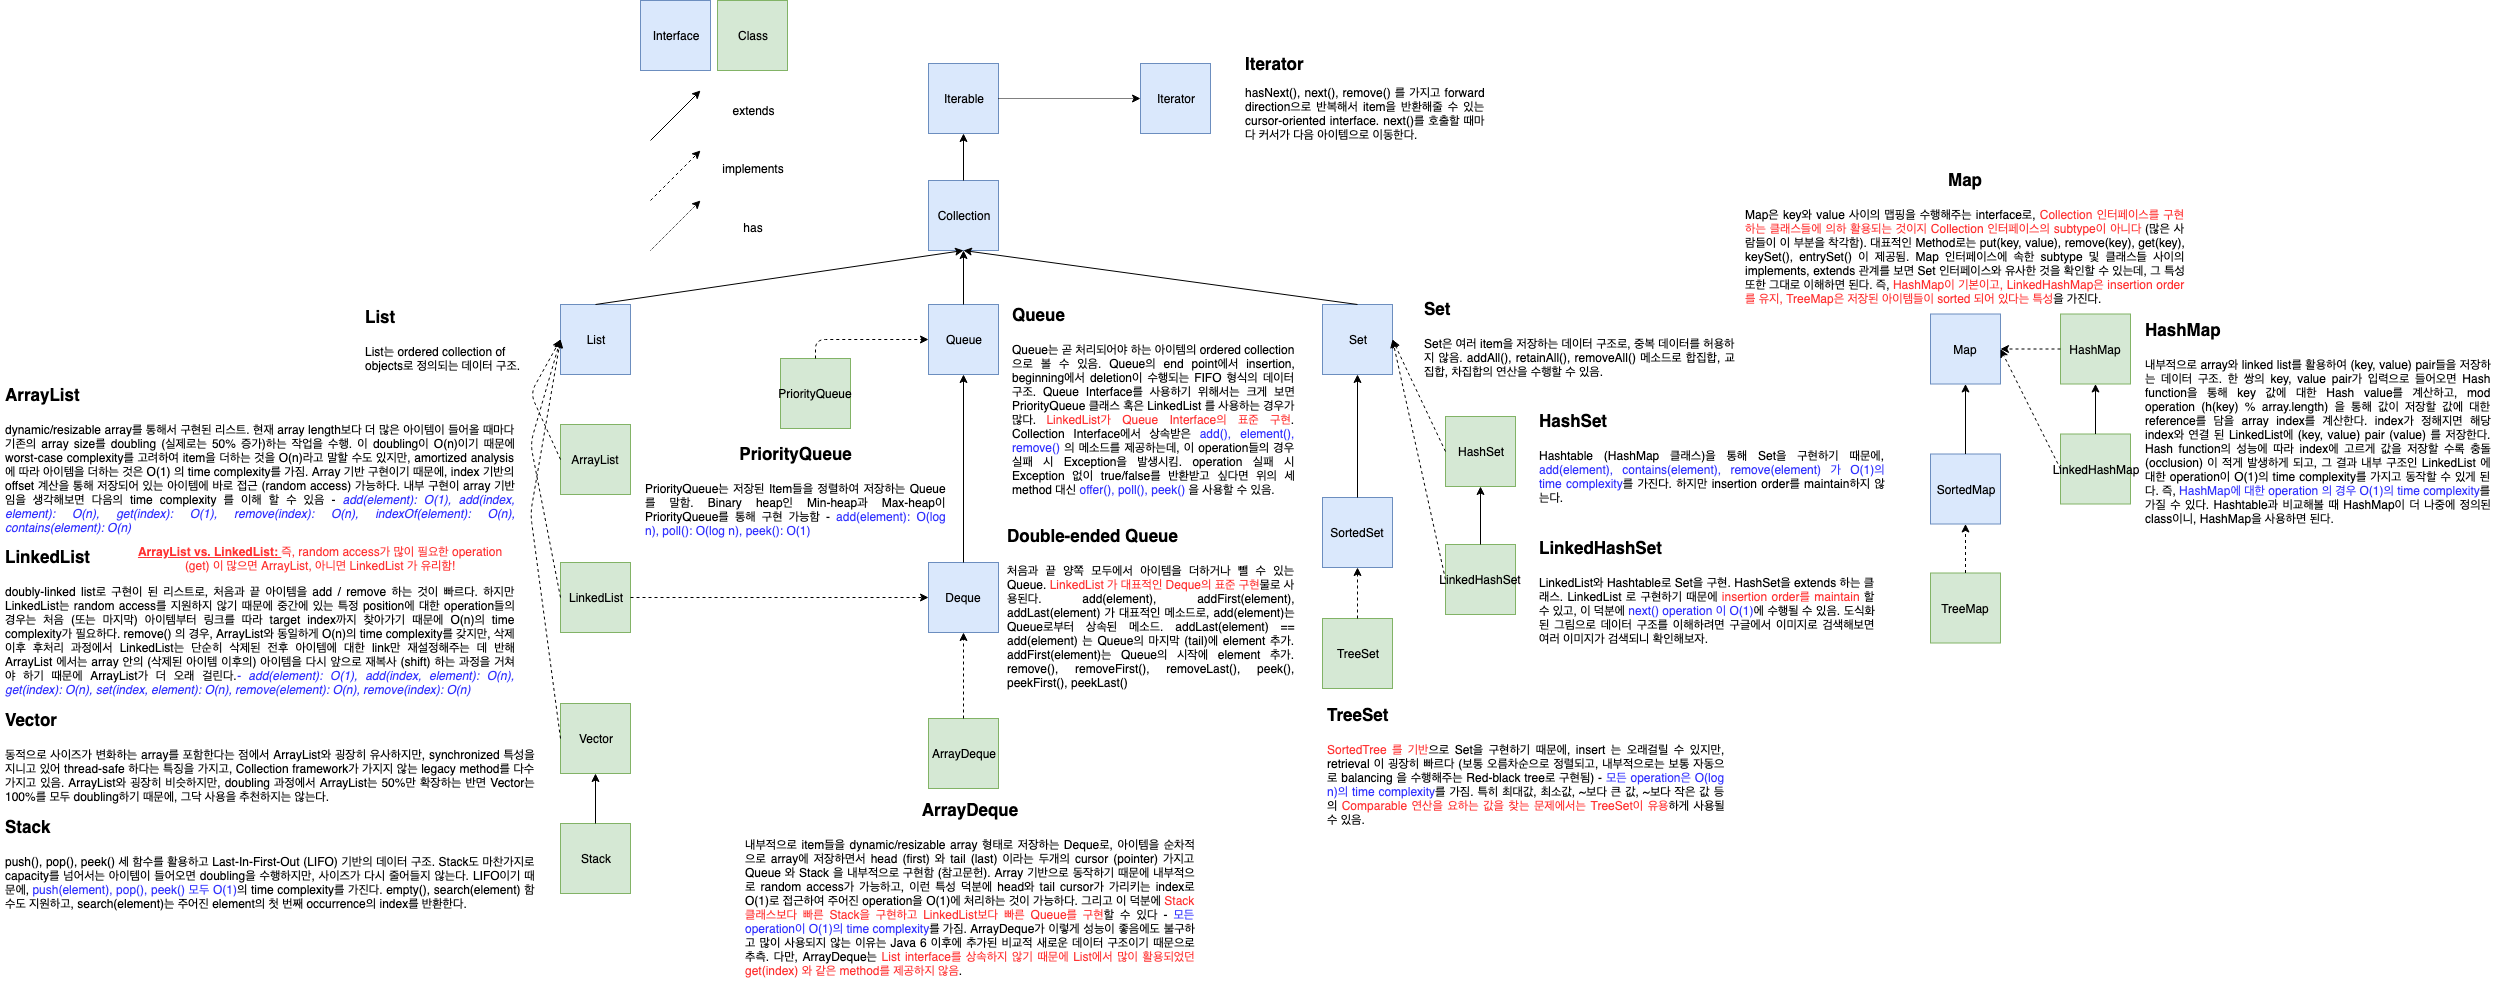 Interface
Class
extends
implements
has
Iterable
Iterator
Collection
Iterator
hasNext(), next(), remove() 를 가지고 forward
direction으로 반복해서 item을 반환해줄 수 있는
cursor-oriented interface. next()를 호출할 때마
다 커서가 다음 아이템으로 이동한다.
List
List는 ordered collection of
objects로 정의되는 데이터 구조.
List
ArrayList
dynamic/resizable array를 통해서 구현된 리스트. 현재 array length보다 더 많은 아이템이 들어올 때마다
기존의 array size를 doubling (실제로는 50% 증가)하는 작업을 수행. 이 doubling이 O(n)이기 때문에
worst-case complexity를 고려하여 item을 더하는 것을 O(n)라고 말할 수도 있지만, amortized analysis
에 따라 아이템을 더하는 것은 O(1) 의 time complexity를 가짐. Array 기반 구현이기 때문에, index 기반의
offset 계산을 통해 저장되어 있는 아이템에 바로 접근 (random access) 가능하다. 내부 구현이 array 기반
임을 생각해보면 다음의 time complexity 를 이해 할 수 있음 - add(element): O(1), add(index,
element): O(n), get(index): O(1), remove(index): O(n), indexOf(element): O(n),
contains(element): O(n)
ArrayList
LinkedList
ArrayList vs. LinkedList: 즉, random access가 많이 필요한 operation
(get) 이 많으면 ArrayList, 아니면 LinkedList 가 유리함!
doubly-linked list로 구현이 된 리스트로, 처음과 끝 아이템을 add / remove 하는 것이 빠르다. 하지만
LinkedList는 random access를 지원하지 않기 때문에 중간에 있는 특정 position에 대한 operation들의
경우는 처음 (또는 마지막) 아이템부터 링크를 따라 target index까지 찾아가기 때문에 O(n)의 time
complexity가 필요하다. remove() 의 경우, ArrayList와 동일하게 O(n)의 time complexity를 갖지만, 삭제
이후 후처리 과정에서 LinkedList는 단순히 삭제된 전후 아이템에 대한 link만 재설정해주는 데 반해
ArrayList 에서는 array 안의 (삭제된 아이템 이후의) 아이템을 다시 앞으로 재복사 (shift) 하는 과정을 거쳐
야 하기 때문에 ArrayList가 더 오래 걸린다.- add(element): O(1), add(index, element): O(n),
get(index): O(n), set(index, element): O(n), remove(element): O(n), remove(index): O(n)
LinkedList
Vector
동적으로 사이즈가 변화하는 array를 포함한다는 점에서 ArrayList와 굉장히 유사하지만, synchronized 특성을
지니고 있어 thread-safe 하다는 특징을 가지고, Collection framework가 가지지 않는 legacy method를 다수
가지고 있음. ArrayList와 굉장히 비슷하지만, doubling 과정에서 ArrayList는 50%만 확장하는 반면 Vector는
100%를 모두 doubling하기 때문에, 그닥 사용을 추천하지는 않는다.
Vector
Stack
push(), pop(), peek() 세 함수를 활용하고 Last-In-First-Out (LIFO) 기반의 데이터 구조. Stack도 마찬가지로
capacity를 넘어서는 아이템이 들어오면 doubling을 수행하지만, 사이즈가 다시 줄어들지 않는다. LIFO이기 때
문에, push(element), pop(), peek() 모두 O(1)의 time complexity를 가진다. empty(), search(element) 함
수도 지원하고, search(element)는 주어진 element의 첫 번째 occurrence의 index를 반환한다.
Stack
PriorityQueue
PriorityQueue
PriorityQueue는 저장된 Item들을 정렬하여 저장하는 Queue
를 말함. Binary heap인 Min-heap과 Max-heap이
PriorityQueue를 통해 구현 가능함 - add(element): O(log
n), poll(): O(log n), peek(): O(1)
Queue
Queue
Queue는 곧 처리되어야 하는 아이템의 ordered collection
으로 볼 수 있음. Queue의 end point에서 insertion,
beginning에서 deletion이 수행되는 FIFO 형식의 데이터
구조. Queue Interface를 사용하기 위해서는 크게 보면
PriorityQueue 클래스 혹은 LinkedList 를 사용하는 경우가
많다. LinkedList가 Queue Interface의 표준 구현.
Collection Interface에서 상속받은 add(), element(),
remove() 의 메소드를 제공하는데, 이 operation들의 경우
실패 시 Exception을 발생시킴. operation 실패 시
Exception 없이 true/false를 반환받고 싶다면 위의 세
method 대신 offer(), poll(), peek() 을 사용할 수 있음.
Double-ended Queue
처음과 끝 양쪽 모두에서 아이템을 더하거나 뺄 수 있는
Queue. LinkedList 가 대표적인 Deque의 표준 구현물로 사
용된다. add(element), addFirst(element),
addLast(element) 가 대표적인 메소드로, add(element)는
Queue로부터 상속된 메소드. addLast(element) ==
add(element) 는 Queue의 마지막 (tail)에 element 추가.
addFirst(element)는 Queue의 시작에 element 추가.
remove(), removeFirst(), removeLast(), peek(),
peekFirst(), peekLast()
Deque
ArrayDeque
ArrayDeque
내부적으로 item들을 dynamic/resizable array 형태로 저장하는 Deque로, 아이템을 순차적
으로 array에 저장하면서 head (first) 와 tail (last) 이라는 두개의 cursor (pointer) 가지고
Queue 와 Stack 을 내부적으로 구현함 (참고문헌). Array 기반으로 동작하기 때문에 내부적으
로 random access가 가능하고, 이런 특성 덕분에 head와 tail cursor가 가리키는 index로
O(1)로 접근하여 주어진 operation을 O(1)에 처리하는 것이 가능하다. 그리고 이 덕분에 Stack
클래스보다 빠른 Stack을 구현하고 LinkedList보다 빠른 Queue를 구현할 수 있다 - 모든
operation이 O(1)의 time complexity를 가짐. ArrayDeque가 이렇게 성능이 좋음에도 불구하
고 많이 사용되지 않는 이유는 Java 6 이후에 추가된 비교적 새로운 데이터 구조이기 때문으로
추측. 다만, ArrayDeque는 List interface를 상속하지 않기 때문에 List에서 많이 활용되었던
get(index) 와 같은 method를 제공하지 않음.
Set
Set
Set은 여러 item을 저장하는 데이터 구조로, 중복 데이터를 허용하
지 않음. addAll(), retainAll(), removeAll() 메소드로 합집합, 교
집합, 차집합의 연산을 수행할 수 있음.
HashSet
HashSet
Hashtable (HashMap 클래스)을 통해 Set을 구현하기 때문에,
add(element), contains(element), remove(element) 가 O(1)의
time complexity를 가진다. 하지만 insertion order를 maintain하지 않
는다.
SortedSet
LinkedHashSet
LinkedHashSet
LinkedList와 Hashtable로 Set을 구현. HashSet을 extends 하는 클
래스. LinkedList 로 구현하기 때문에 insertion order를 maintain 할
수 있고, 이 덕분에 next() operation 이 O(1)에 수행될 수 있음. 도식화
된 그림으로 데이터 구조를 이해하려면 구글에서 이미지로 검색해보면
여러 이미지가 검색되니 확인해보자.
TreeSet
TreeSet
SortedTree 를 기반으로 Set을 구현하기 때문에, insert 는 오래걸릴 수 있지만,
retrieval 이 굉장히 빠르다 (보통 오름차순으로 정렬되고, 내부적으로는 보통 자동으
로 balancing 을 수행해주는 Red-black tree로 구현됨) - 모든 operation은 O(log
n)의 time complexity를 가짐. 특히 최대값, 최소값, ~보다 큰 값, ~보다 작은 값 등
의 Comparable 연산을 요하는 값을 찾는 문제에서는 TreeSet이 유용하게 사용될
수 있음.
Map
Map은 key와 value 사이의 맵핑을 수행해주는 interface로, Collection 인터페이스를 구현
하는 클래스들에 의하 활용되는 것이지 Collection 인터페이스의 subtype이 아니다 (많은 사
람들이 이 부분을 착각함). 대표적인 Method로는 put(key, value), remove(key), get(key),
keySet(), entrySet() 이 제공됨. Map 인터페이스에 속한 subtype 및 클래스들 사이의
implements, extends 관계를 보면 Set 인터페이스와 유사한 것을 확인할 수 있는데, 그 특성
또한 그대로 이해하면 된다. 즉, HashMap이 기본이고, LinkedHashMap은 insertion order
를 유지, TreeMap은 저장된 아이템들이 sorted 되어 있다는 특성을 가진다.
Map
HashMap
HashMap
내부적으로 array와 linked list를 활용하여 (key, value) pair들을 저장하
는 데이터 구조. 한 쌍의 key, value pair가 입력으로 들어오면 Hash
function을 통해 key 값에 대한 Hash value를 계산하고, mod
operation (h(key) % array.length) 을 통해 값이 저장할 값에 대한
reference를 담을 array index를 계산한다. index가 정해지면 해당
index와 연결 된 LinkedList에 (key, value) pair (value) 를 저장한다.
Hash function의 성능에 따라 index에 고르게 값을 저장할 수록 충돌
(occlusion) 이 적게 발생하게 되고, 그 결과 내부 구조인 LinkedList 에
대한 operation이 O(1)의 time complexity를 가지고 동작할 수 있게 된
다. 즉, HashMap에 대한 operation 의 경우 O(1)의 time complexity를
가질 수 있다. Hashtable과 비교해볼 때 HashMap이 더 나중에 정의된
class이니, HashMap을 사용하면 된다.
LinkedHashMap
SortedMap
TreeMap